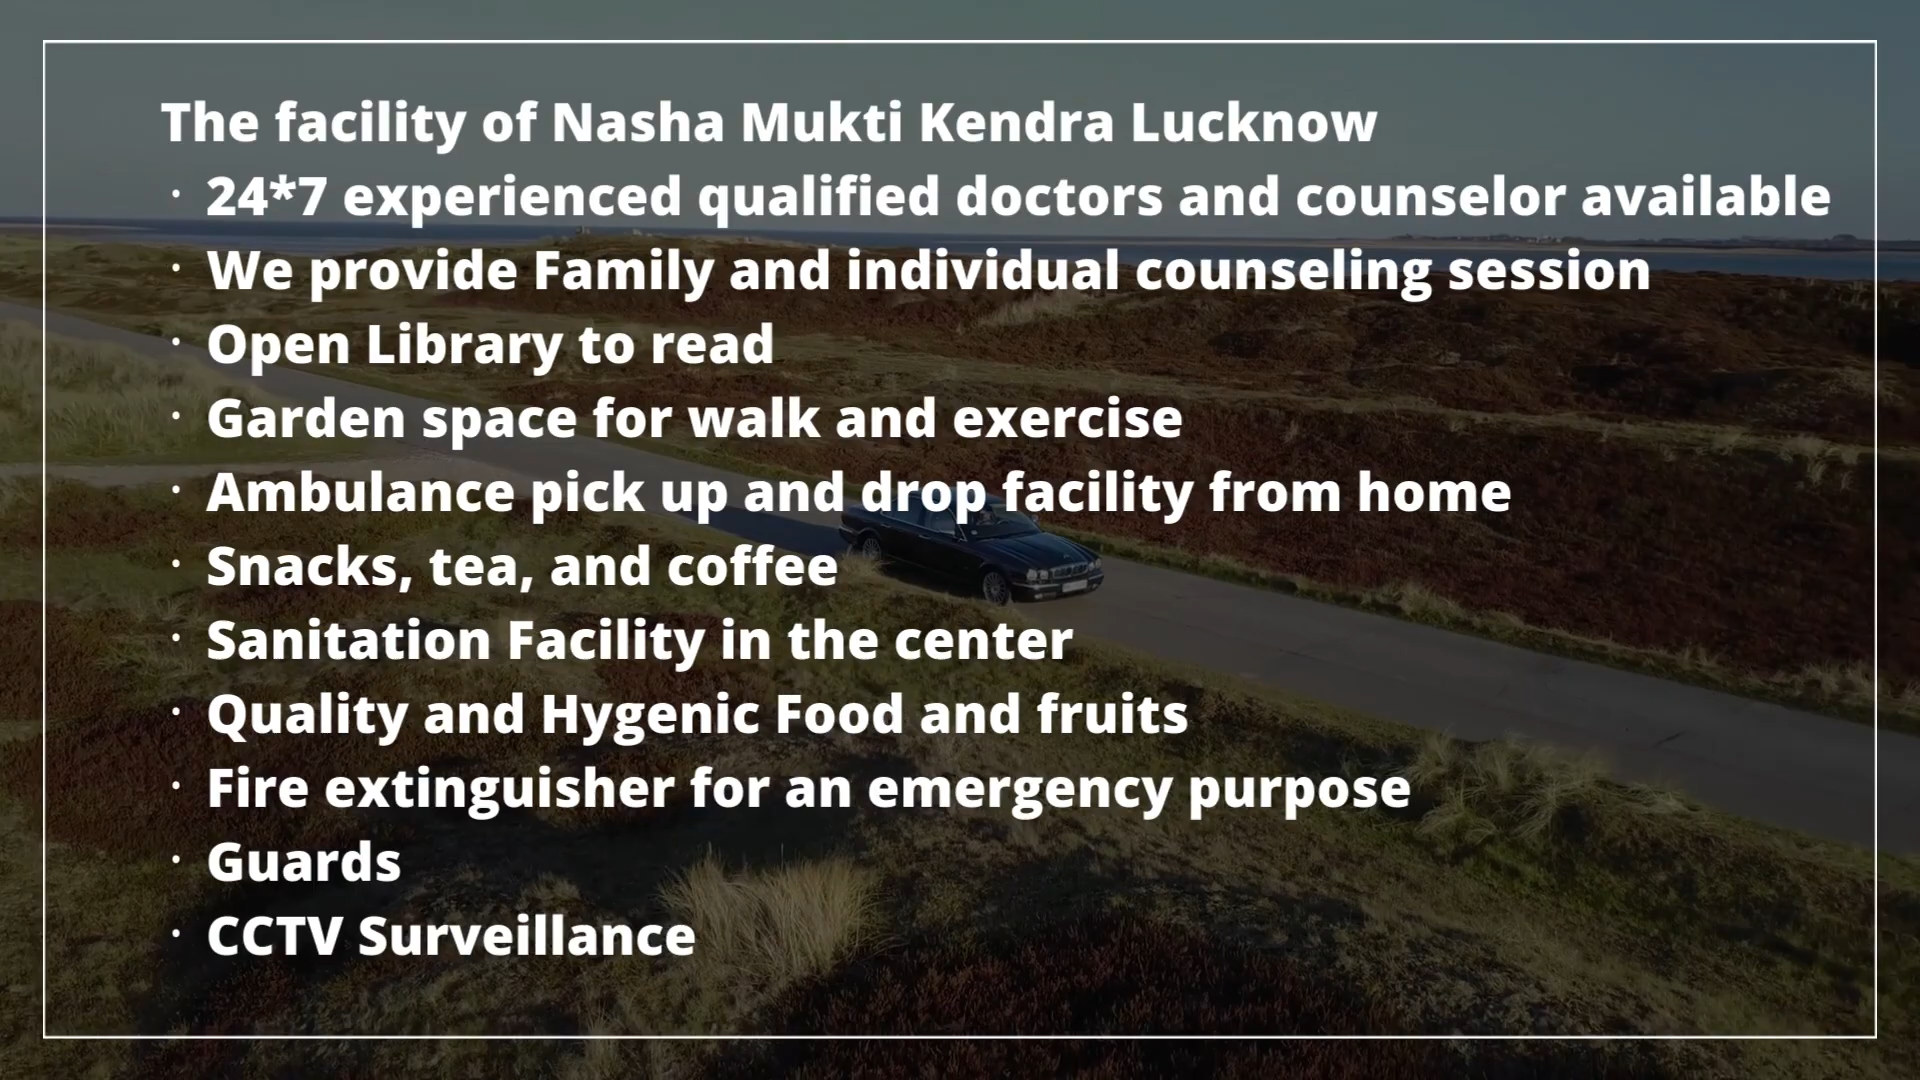 The facility of Nasha Mukti Kendra Lucknow
· 24*7 experienced qualified doctors and counselor available
· We provide Family and individual counseling session
· Open Library to read
· Garden space for walk and exercise
· Ambulance pick up and drop facility from home
· Snacks, tea, and coffee
· Sanitation Facility in the center
· Quality and Hygenic Food and fruits
· Fire extinguisher for an emergency purpose
· Guards
· CCTV Surveillance